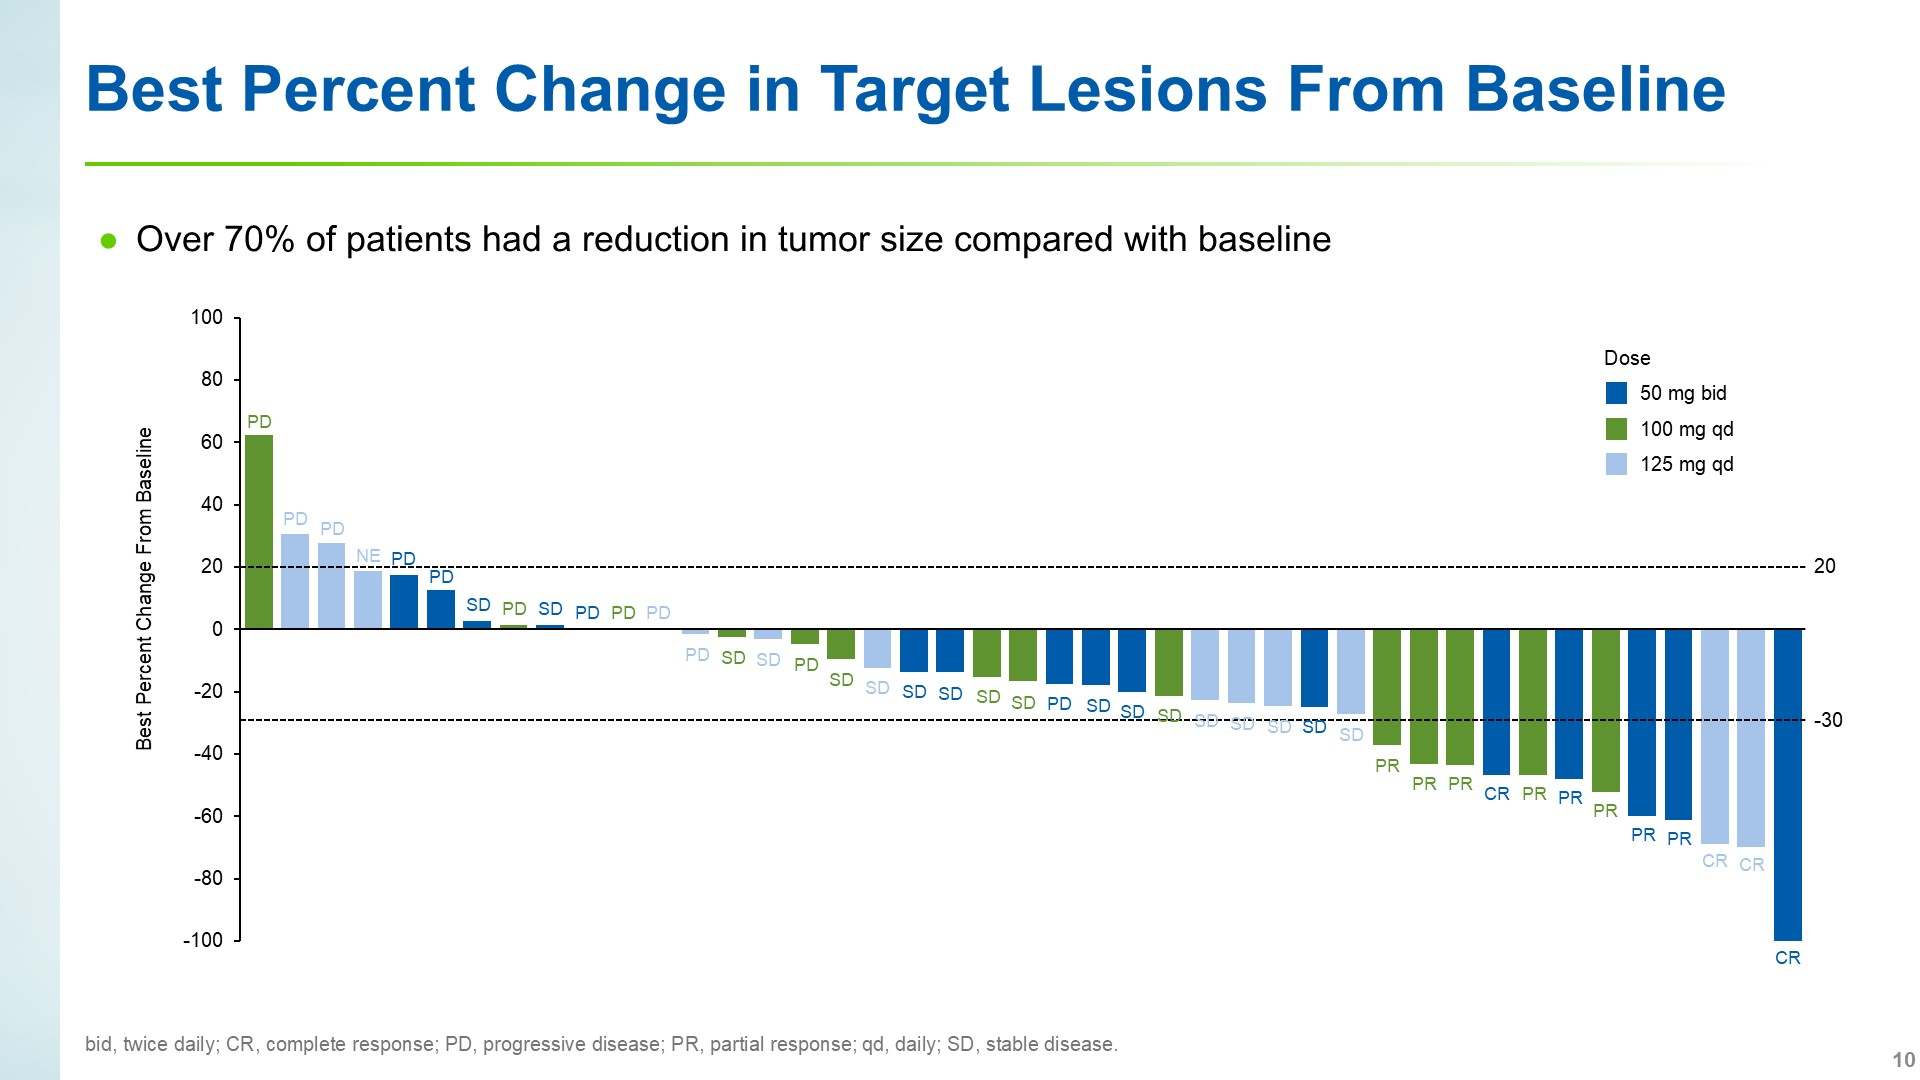 Best Percent Change in Target Lesions From Baseline
● Over 70% of patients had a reduction in tumor size compared with baseline
Best Percent Change From Baseline
100
80
60
40
20
0
-20
-40
-60
-80
-100
PD PD PD NE PD PD SD PD SD PD PD PD
PD SD SD PD SD SD SD SD SD SD PD SD SD SD SD SD SD SD SD PR PR PR CR PR PR PR PR PR CR CR CR
20
-30
Dose
50 mg bid
100 mg qd
125 mg qd
bid, twice daily; CR, complete response; PD, progressive disease; PR, partial response; qd, daily; SD, stable disease.
10